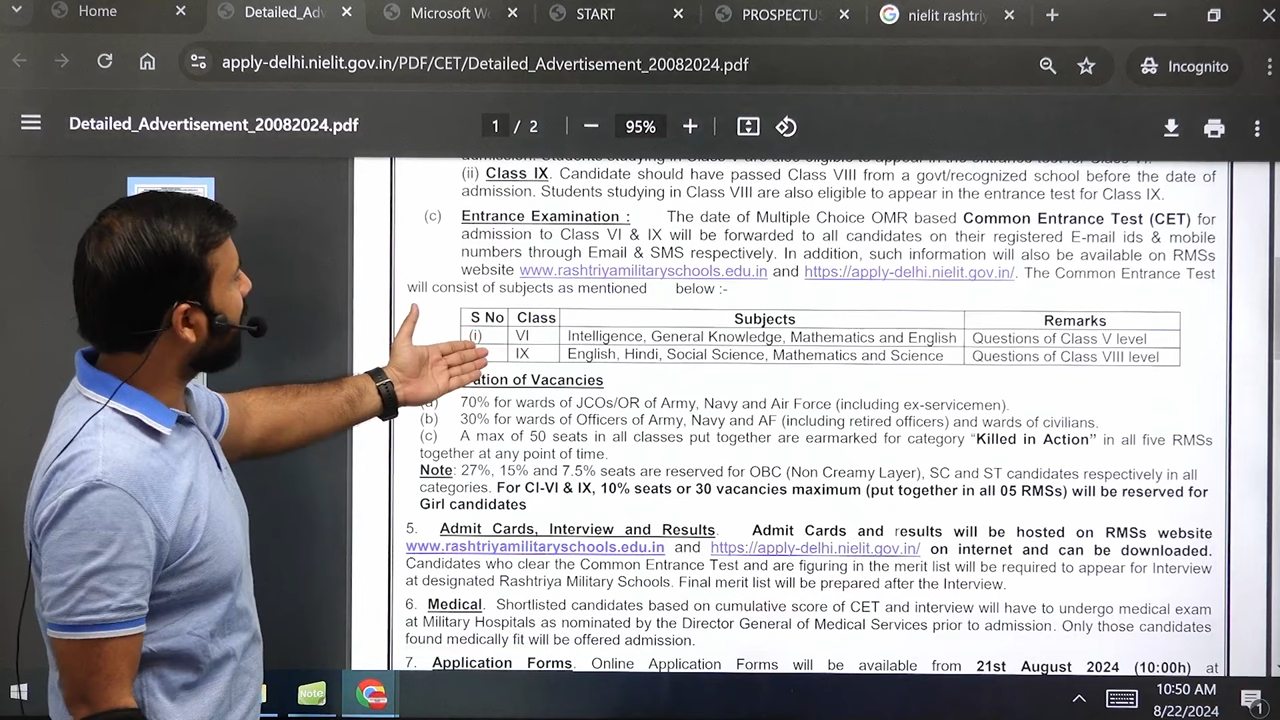 Home
Detailed_Adv
Microsoft W
START
PROSPECTUS
nielit rashtriy
apply-delhi.nielit.gov.in/PDF/CET/Detailed_Advertisement_20082024.pdf
Incognito
Detailed_Advertisement_20082024.pdf
1 / 2
95%
admission. Students studying in Class V are also eligible to appear in the entrance test for Class VI.
(ii) Class IX. Candidate should have passed Class VIII from a govt/recognized school before the date of
admission. Students studying in Class VIII are also eligible to appear in the entrance test for Class IX.
(c) Entrance Examination : The date of Multiple Choice OMR based Common Entrance Test (CET) for
admission to Class VI & IX will be forwarded to all candidates on their registered E-mail ids & mobile
numbers through Email & SMS respectively. In addition, such information will also be available on RMSs
website www.rashtriyamilitaryschools.edu.in and https://apply-delhi.nielit.gov.in/. The Common Entrance Test
will consist of subjects as mentioned below :-
S No Class Subjects Remarks
(i) VI Intelligence, General Knowledge, Mathematics and English Questions of Class V level
IX English, Hindi, Social Science, Mathematics and Science Questions of Class VIII level
ation of Vacancies
(a) 70% for wards of JCOs/OR of Army, Navy and Air Force (including ex-servicemen).
(b) 30% for wards of Officers of Army, Navy and AF (including retired officers) and wards of civilians.
(c) A max of 50 seats in all classes put together are earmarked for category “Killed in Action” in all five RMSs
together at any point of time.
Note: 27%, 15% and 7.5% seats are reserved for OBC (Non Creamy Layer), SC and ST candidates respectively in all
categories. For Cl-VI & IX, 10% seats or 30 vacancies maximum (put together in all 05 RMSs) will be reserved for
Girl candidates
5. Admit Cards, Interview and Results. Admit Cards and results will be hosted on RMSs website
www.rashtriyamilitaryschools.edu.in and https://apply-delhi.nielit.gov.in/ on internet and can be downloaded.
Candidates who clear the Common Entrance Test and are figuring in the merit list will be required to appear for Interview
at designated Rashtriya Military Schools. Final merit list will be prepared after the Interview.
6. Medical. Shortlisted candidates based on cumulative score of CET and interview will have to undergo medical exam
at Military Hospitals as nominated by the Director General of Medical Services prior to admission. Only those candidates
found medically fit will be offered admission.
7. Application Forms. Online Application Forms will be available from 21st August 2024 (10:00h) at
Note
10:50 AM
8/22/2024
1